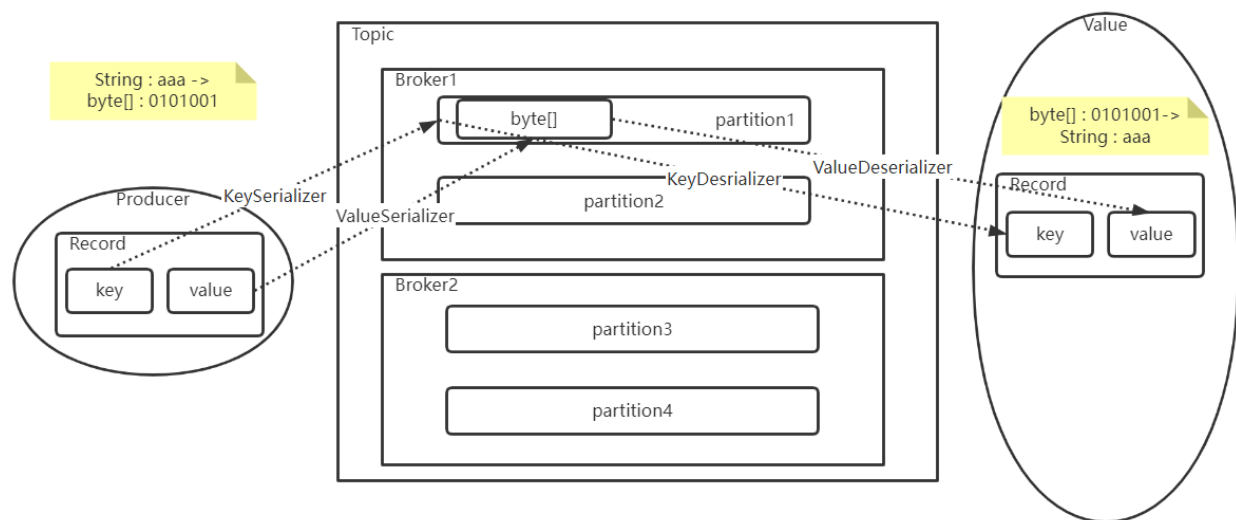 Topic
Value
String : aaa ->
byte[] : 0101001
Broker1
byte[]
partition1
byte[] : 0101001->
String : aaa
ValueDeserializer
KeyDesrializer
KeySerializer
Producer
Record
partition2
ValueSerializer
Record
key
value
key
value
Broker2
partition3
partition4